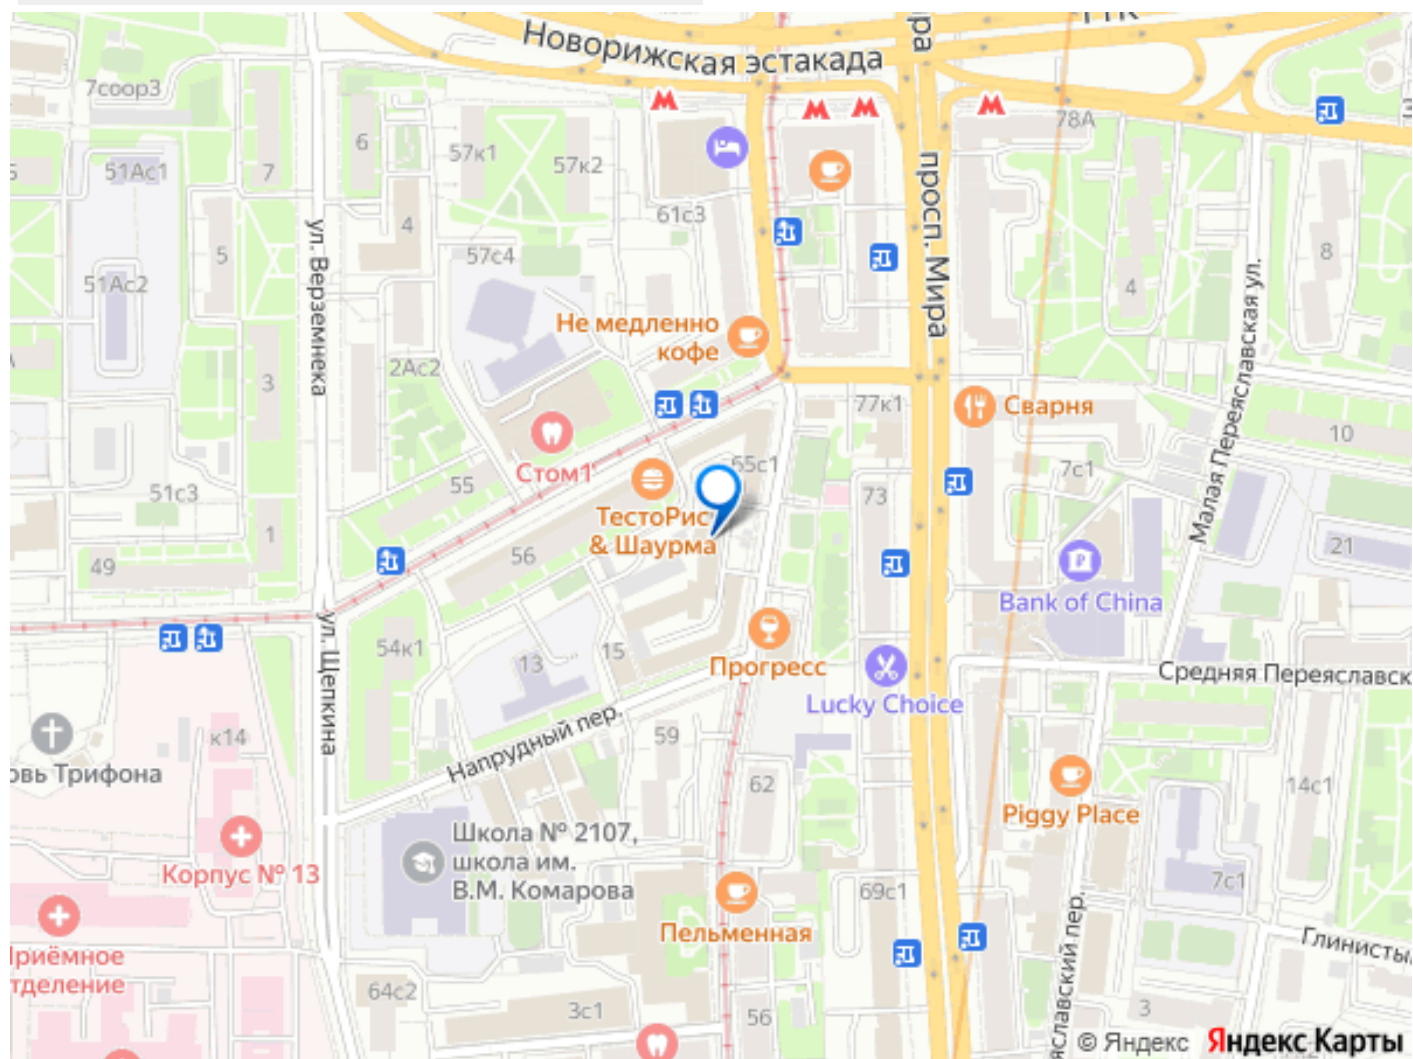 Новорижская эстакада
просп. Мира
7соор3
6
57к1
57к2
78А
51Ас1
7
4
61с3
5
57с4
8
51Ас2
4
ул. Верземнека
Не медленно
кофе
Малая Переяславская ул.
3
2Ас2
77к1
Сварня
10
Стом1
65с1
7с1
51с3
55
73
ТестоРис
& Шаурма
1
56
21
49
Bank of China
ул. Щепкина
54к1
13
15
Прогресс
Средняя Переяславск
Lucky Choice
к14
Напрудный пер.
59
овь Трифона
62
14с1
Piggy Place
Школа № 2107,
школа им.
В.М. Комарова
Корпус № 13
7с1
69с1
Пельменная
Приёмное
тделение
Глинисты
64с2
3с1
56
3
яславский пер.
© Яндекс Яндекс Карты